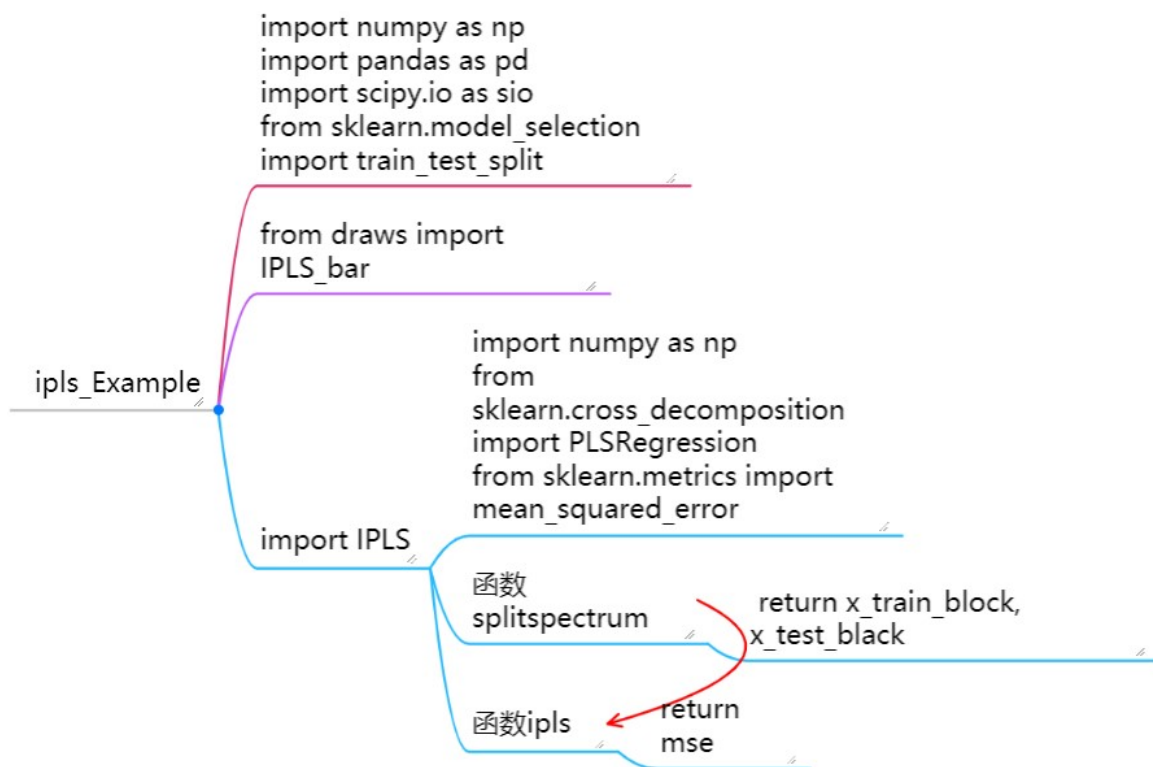 import numpy as np
import pandas as pd
import scipy.io as sio
from sklearn.model_selection
import train_test_split
from draws import
IPLS_bar
ipls_Example
import numpy as np
from
sklearn.cross_decomposition
import PLSRegression
from sklearn.metrics import
mean_squared_error
import IPLS
函数
splitspectrum
return x_train_block,
x_test_black
函数ipls
return
mse